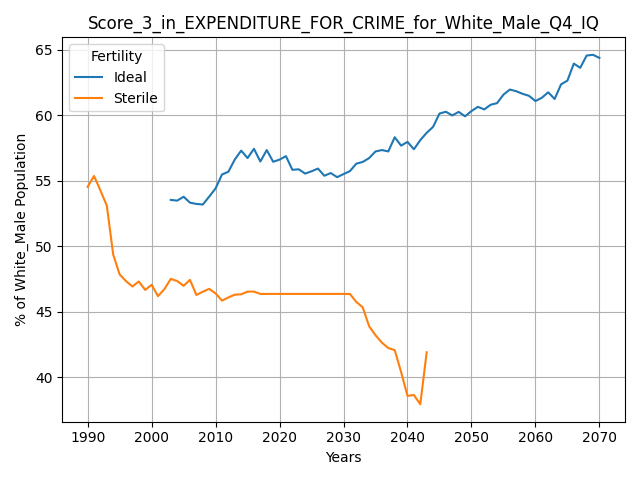 Score_3_in_EXPENDITURE_FOR_CRIME_for_White_Male_Q4_IQ
Fertility
Ideal
Sterile
% of White_Male Population
65
60
55
50
45
40
1990 2000 2010 2020 2030 2040 2050 2060 2070
Years